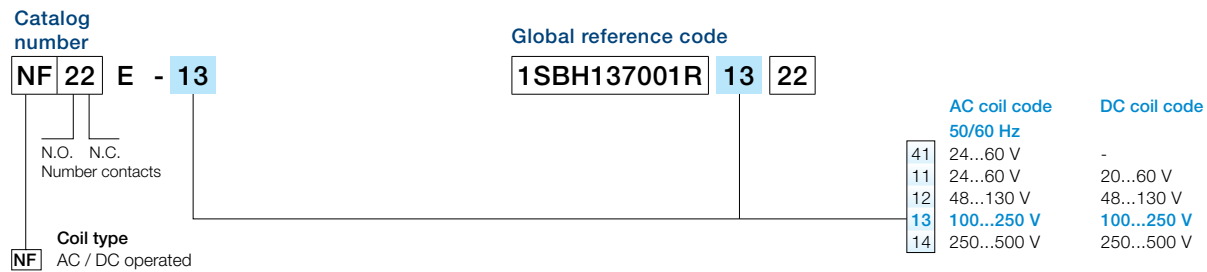 Catalog
number
Global reference code
NF 22 E - 13
1SBH137001R 13 22
AC coil code DC coil code
50/60 Hz
N.O. N.C.
Number contacts
41 24...60 V -
11 24...60 V 20...60 V
12 48...130 V 48...130 V
13 100...250 V 100...250 V
14 250...500 V 250...500 V
Coil type
NF AC / DC operated